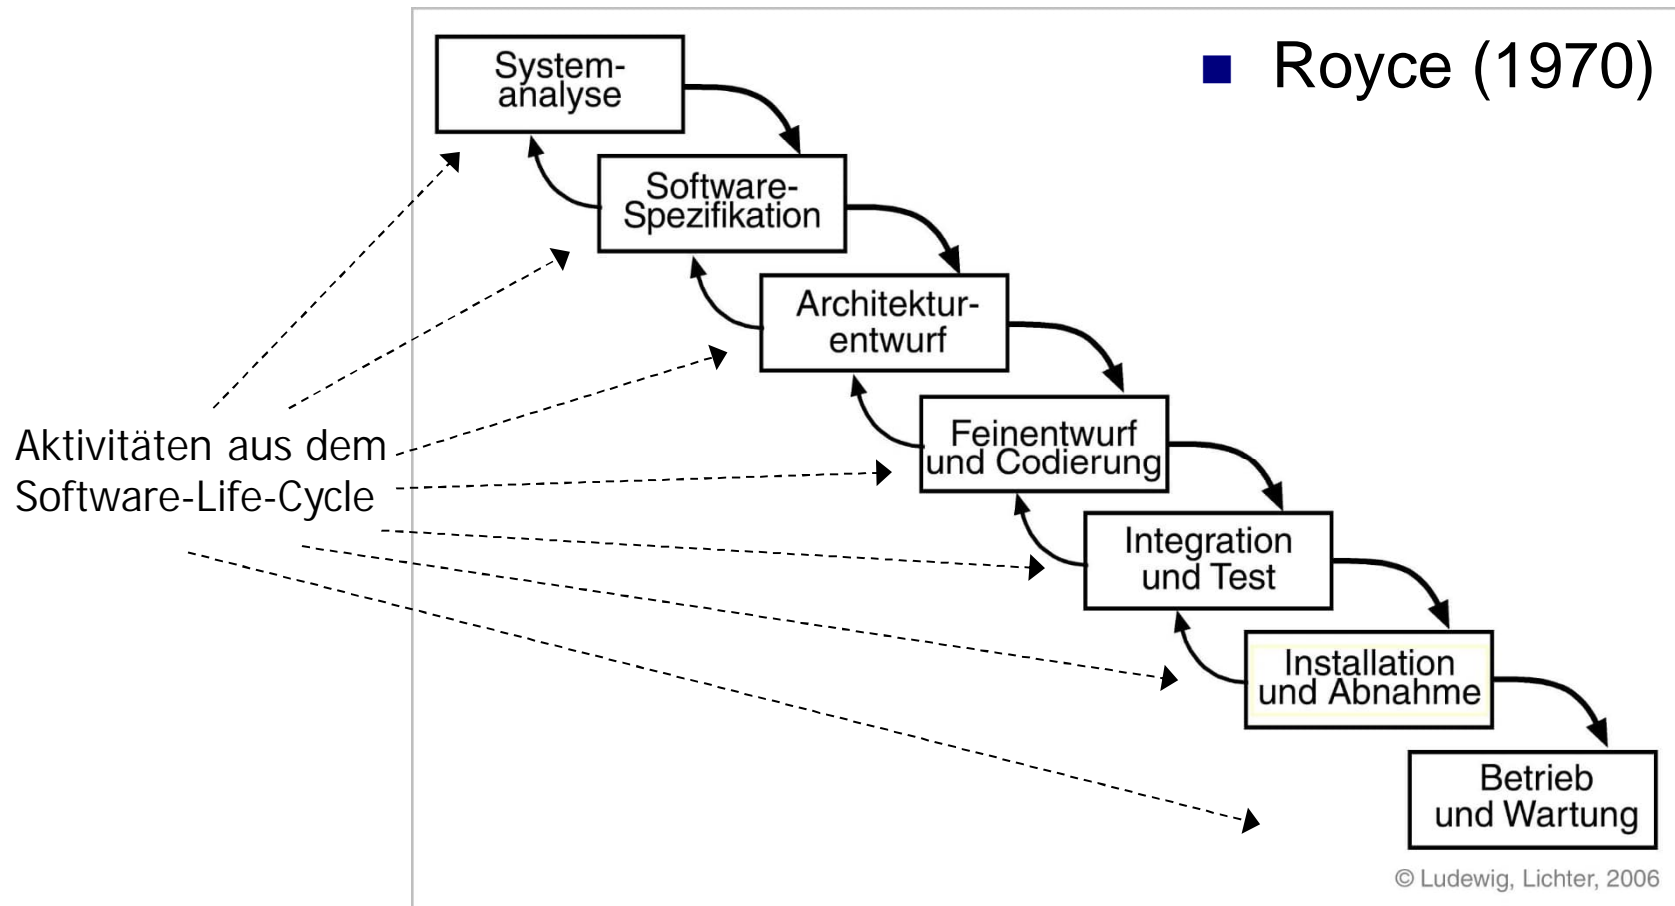 ■ Royce (1970)
System-
analyse
Software-
Spezifikation
Architektur-
entwurf
Aktivitäten aus dem
Software-Life-Cycle
Feinentwurf
und Codierung
Integration
und Test
Installation
und Abnahme
Betrieb
und Wartung
© Ludewig, Lichter, 2006